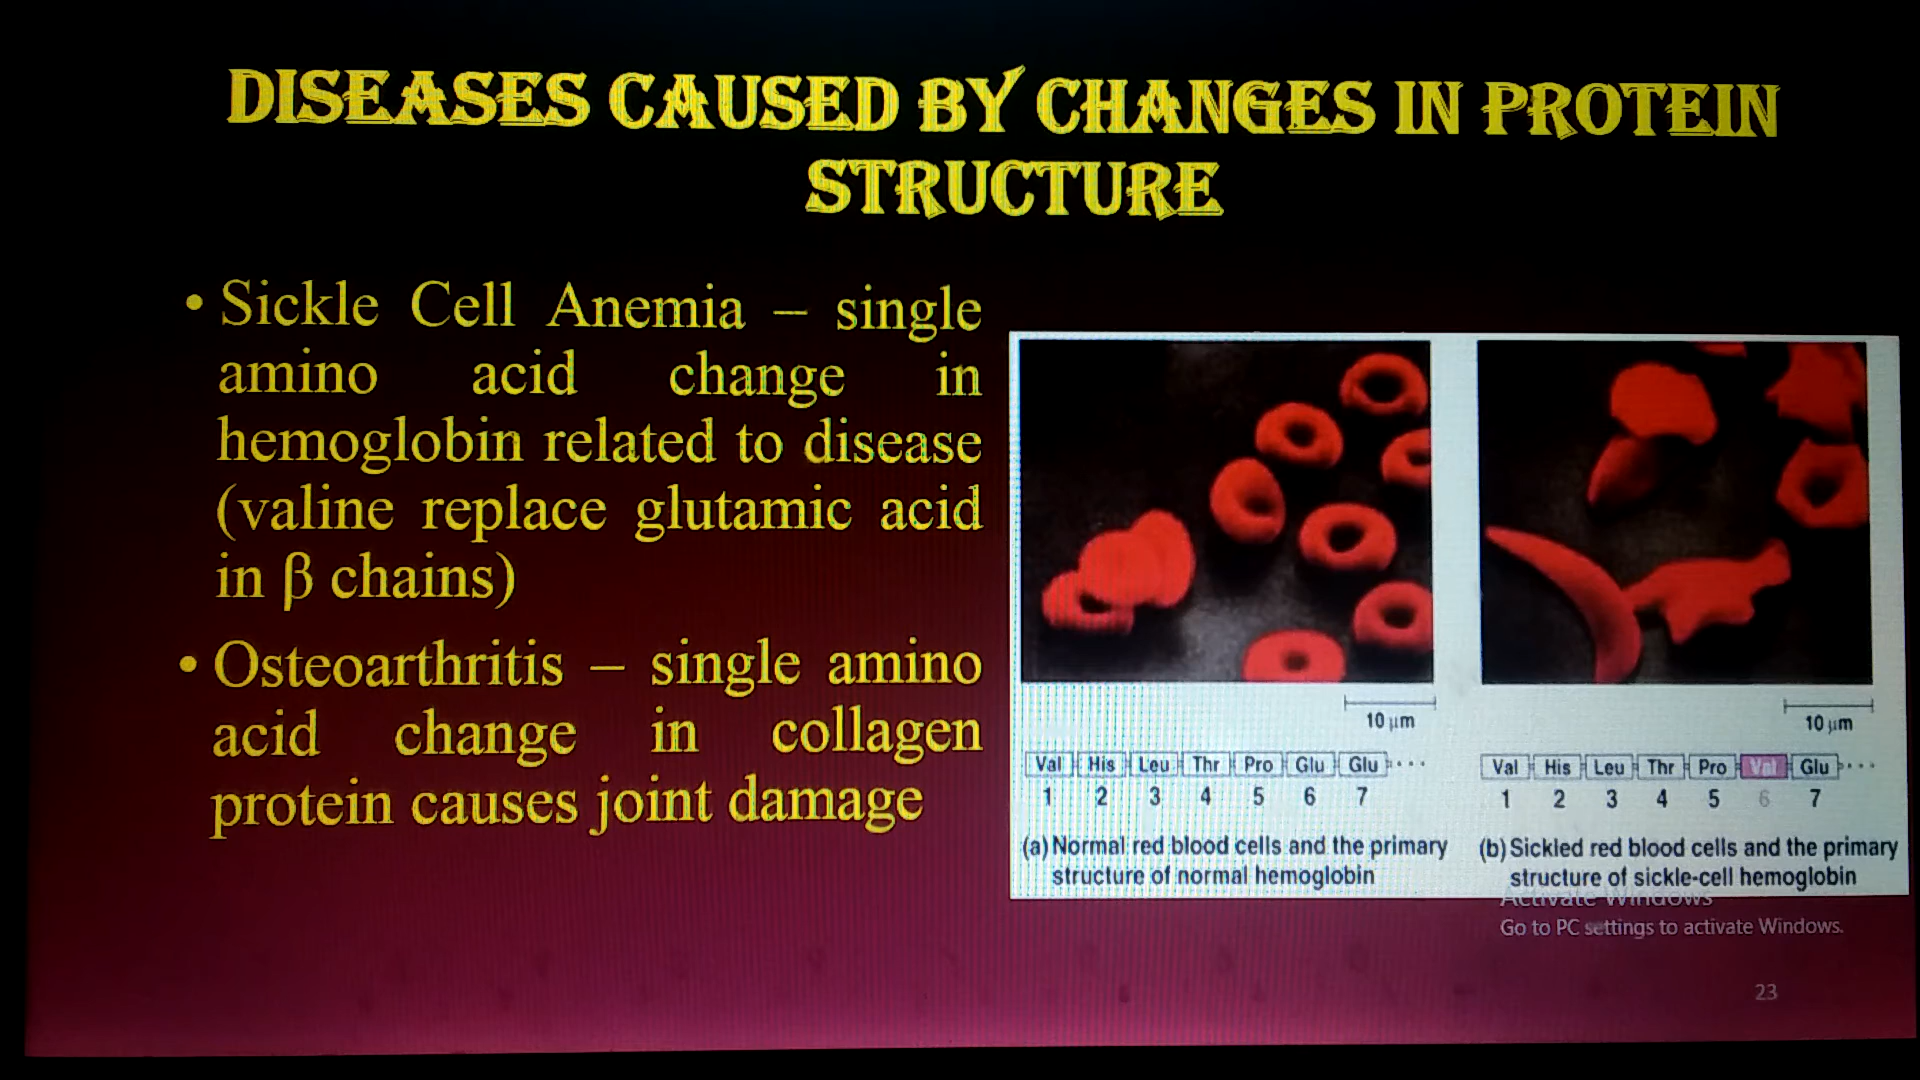 DISEASES CAUSED BY CHANGES IN PROTEIN
STRUCTURE
• Sickle Cell Anemia – single
amino acid change in
hemoglobin related to disease
(valine replace glutamic acid
in β chains)
• Osteoarthritis – single amino
acid change in collagen
protein causes joint damage
10 µm
Val His Leu Thr Pro Glu Glu ····
1 2 3 4 5 6 7
(a) Normal red blood cells and the primary
structure of normal hemoglobin
10 µm
Val His Leu Thr Pro Val Glu ····
1 2 3 4 5 6 7
(b) Sickled red blood cells and the primary
structure of sickle-cell hemoglobin
Activate Windows
Go to PC settings to activate Windows.
23